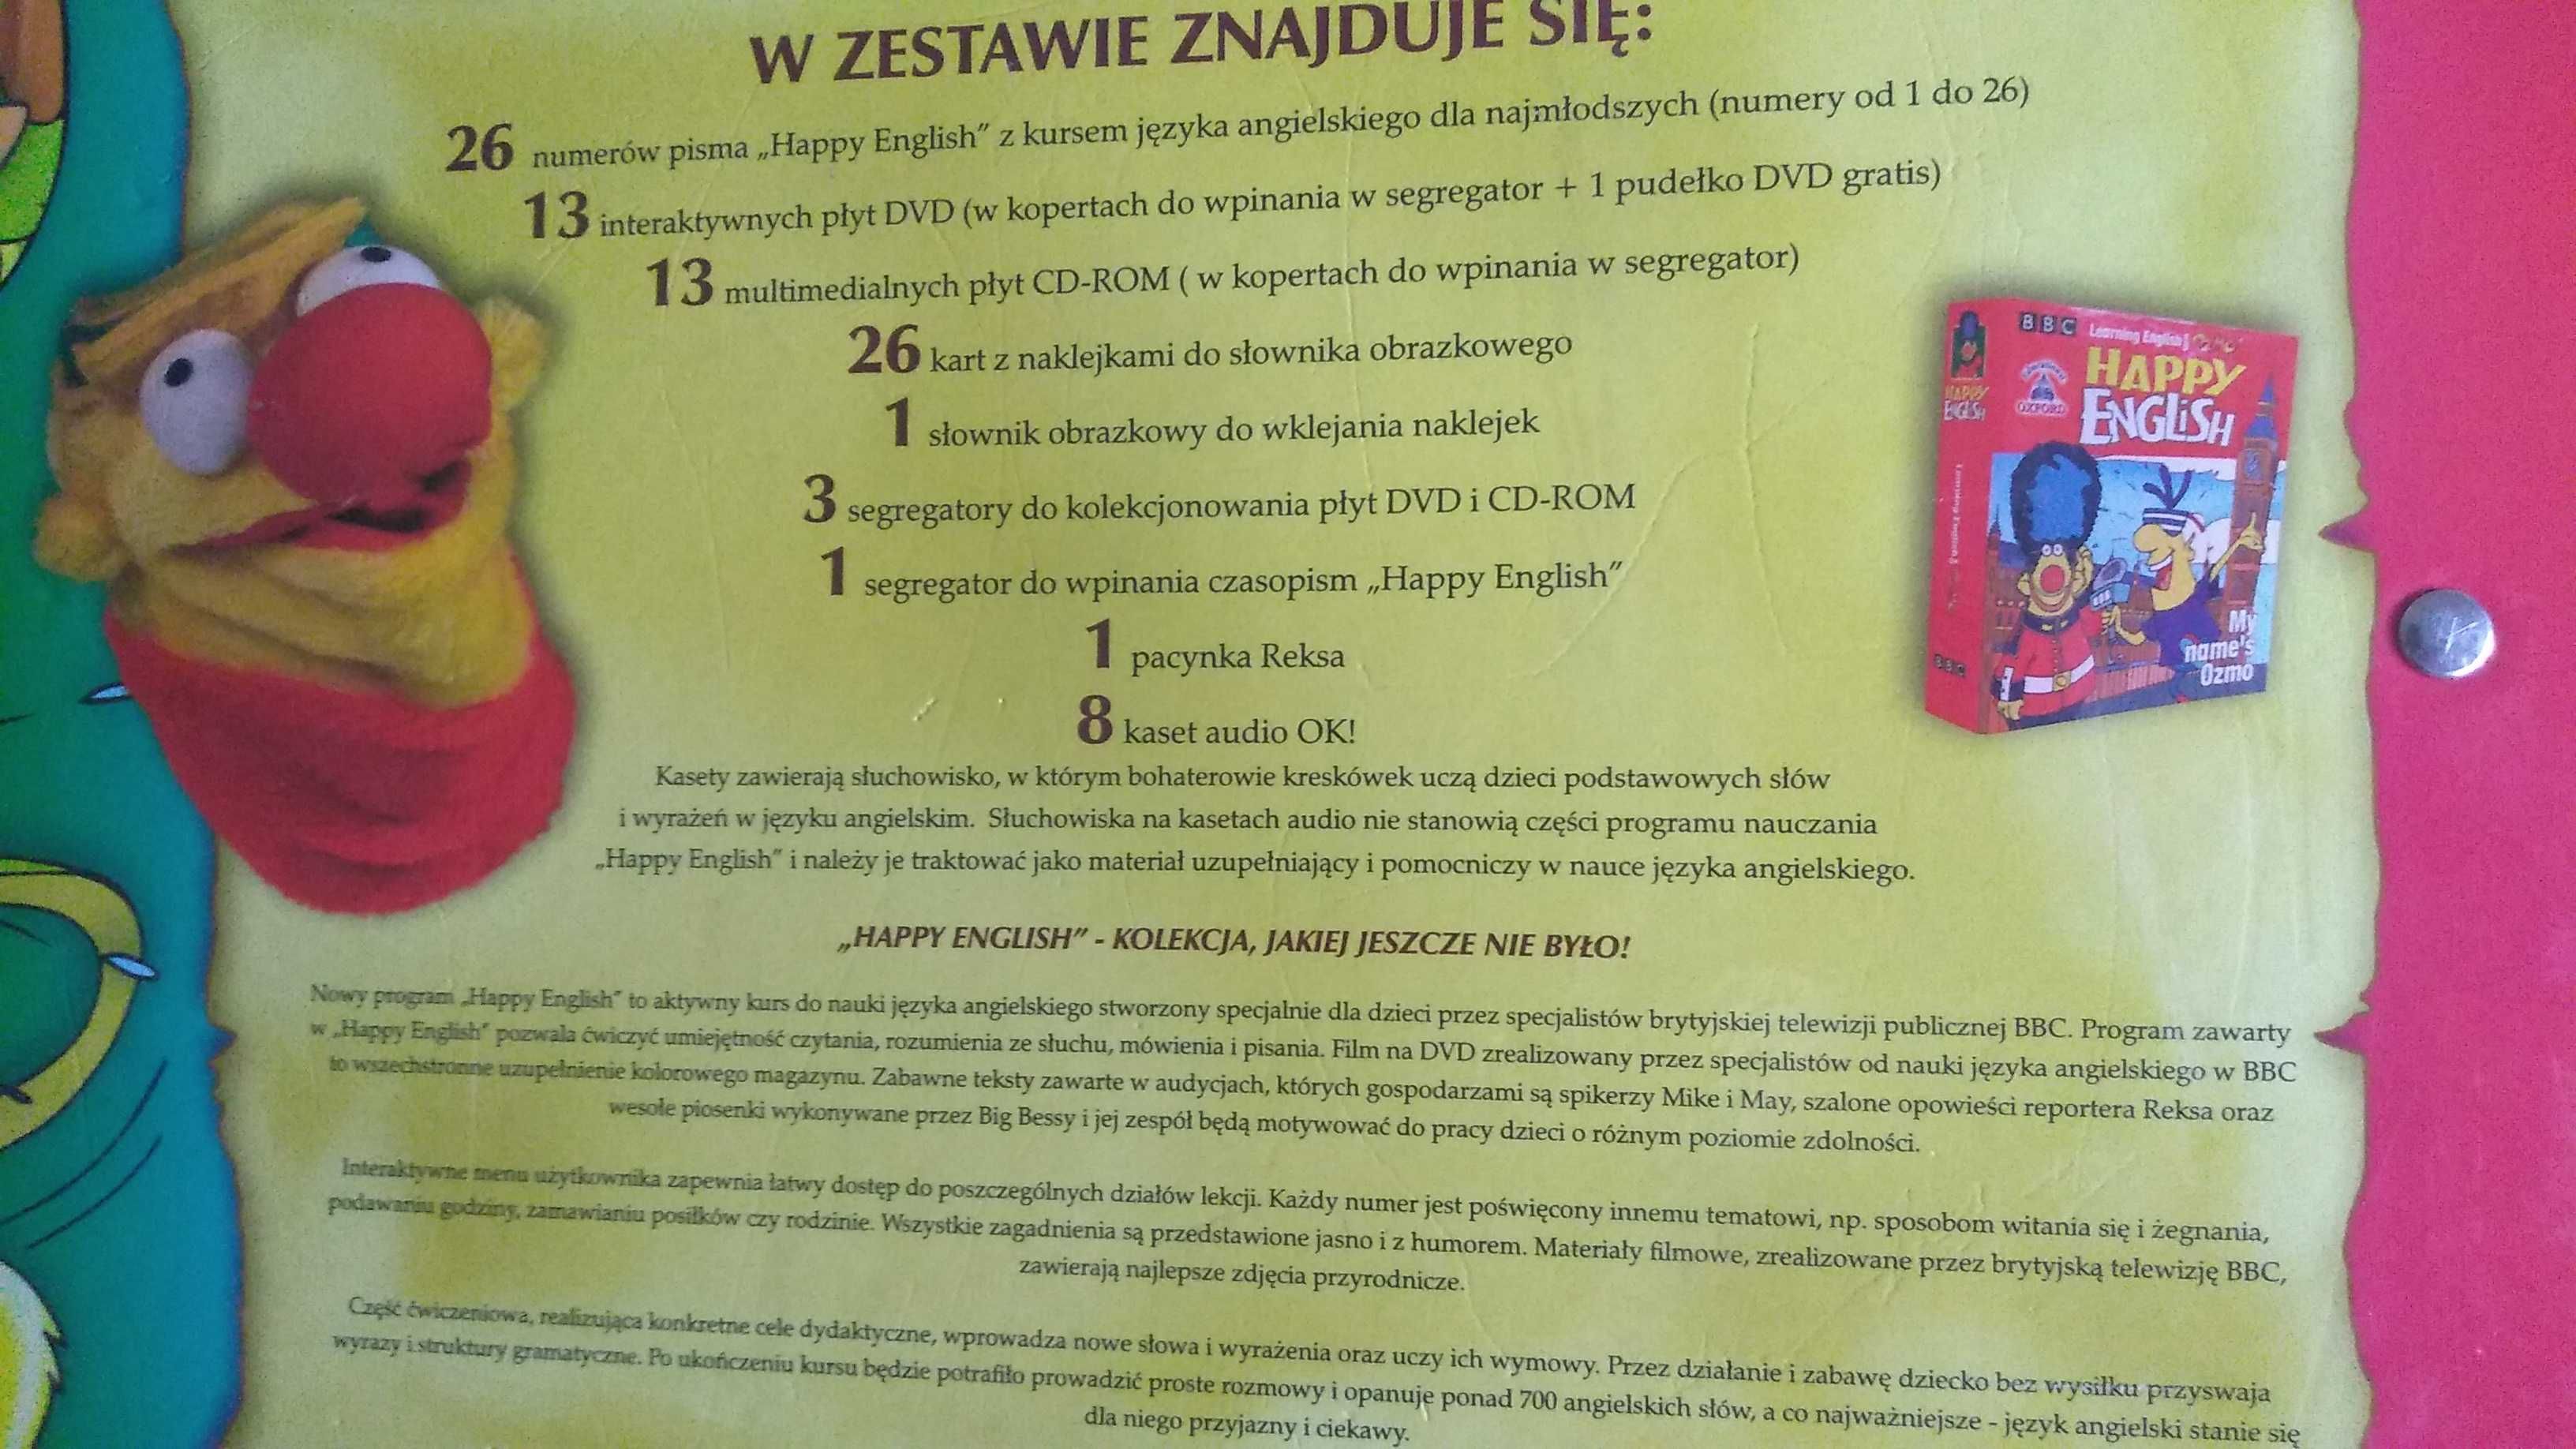 W ZESTAWIE ZNAJDUJE SIĘ:
26 numerów pisma „Happy English" z kursem języka angielskiego dla najmłodszych (numery od 1 do 26)
13 interaktywnych płyt DVD (w kopertach do wpinania w segregator + 1 pudełko DVD gratis)
13 multimedialnych płyt CD-ROM ( w kopertach do wpinania w segregator)
26 kart z naklejkami do słownika obrazkowego
1 słownik obrazkowy do wklejania naklejek
3 segregatory do kolekcjonowania płyt DVD i CD-ROM
1 segregator do wpinania czasopism „Happy English"
1 pacynka Reksa
8 kaset audio OK!
Kasety zawierają słuchowisko, w którym bohaterowie kreskówek uczą dzieci podstawowych słów
i wyrażeń w języku angielskim. Słuchowiska na kasetach audio nie stanowią części programu nauczania
„Happy English" i należy je traktować jako materiał uzupełniający i pomocniczy w nauce języka angielskiego.
„HAPPY ENGLISH" - KOLEKCJA, JAKIEJ JESZCZE NIE BYŁO!
Nowy program „Happy English" to aktywny kurs do nauki języka angielskiego stworzony specjalnie dla dzieci przez specjalistów brytyjskiej telewizji publicznej BBC. Program zawarty
w „Happy English" pozwala ćwiczyć umiejętność czytania, rozumienia ze słuchu, mówienia i pisania. Film na DVD zrealizowany przez specjalistów od nauki języka angielskiego w BBC
to wszechstronne uzupełnienie kolorowego magazynu. Zabawne teksty zawarte w audycjach, których gospodarzami są spikerzy Mike i May, szalone opowieści reportera Reksa oraz
wesołe piosenki wykonywane przez Big Bessy i jej zespół będą motywować do pracy dzieci o różnym poziomie zdolności.
Interaktywne menu użytkownika zapewnia łatwy dostęp do poszczególnych działów lekcji. Każdy numer jest poświęcony innemu tematowi, np. sposobom witania się i żegnania,
podawaniu godziny, zamawianiu posiłków czy rodzinie. Wszystkie zagadnienia są przedstawione jasno i z humorem. Materiały filmowe, zrealizowane przez brytyjską telewizję BBC,
zawierają najlepsze zdjęcia przyrodnicze.
Część ćwiczeniowa, realizująca konkretne cele dydaktyczne, wprowadza nowe słowa i wyrażenia oraz uczy ich wymowy. Przez działanie i zabawę dziecko bez wysiłku przyswaja
wyrazy i struktury gramatyczne. Po ukończeniu kursu będzie potrafiło prowadzić proste rozmowy i opanuje ponad 700 angielskich słów, a co najważniejsze - język angielski stanie się
dla niego przyjazny i ciekawy.
BBC Learning English
HAPPY
ENGLISH
OXFORD
My
name's
Ozmo
HAPPY
ENGLISH
BBC